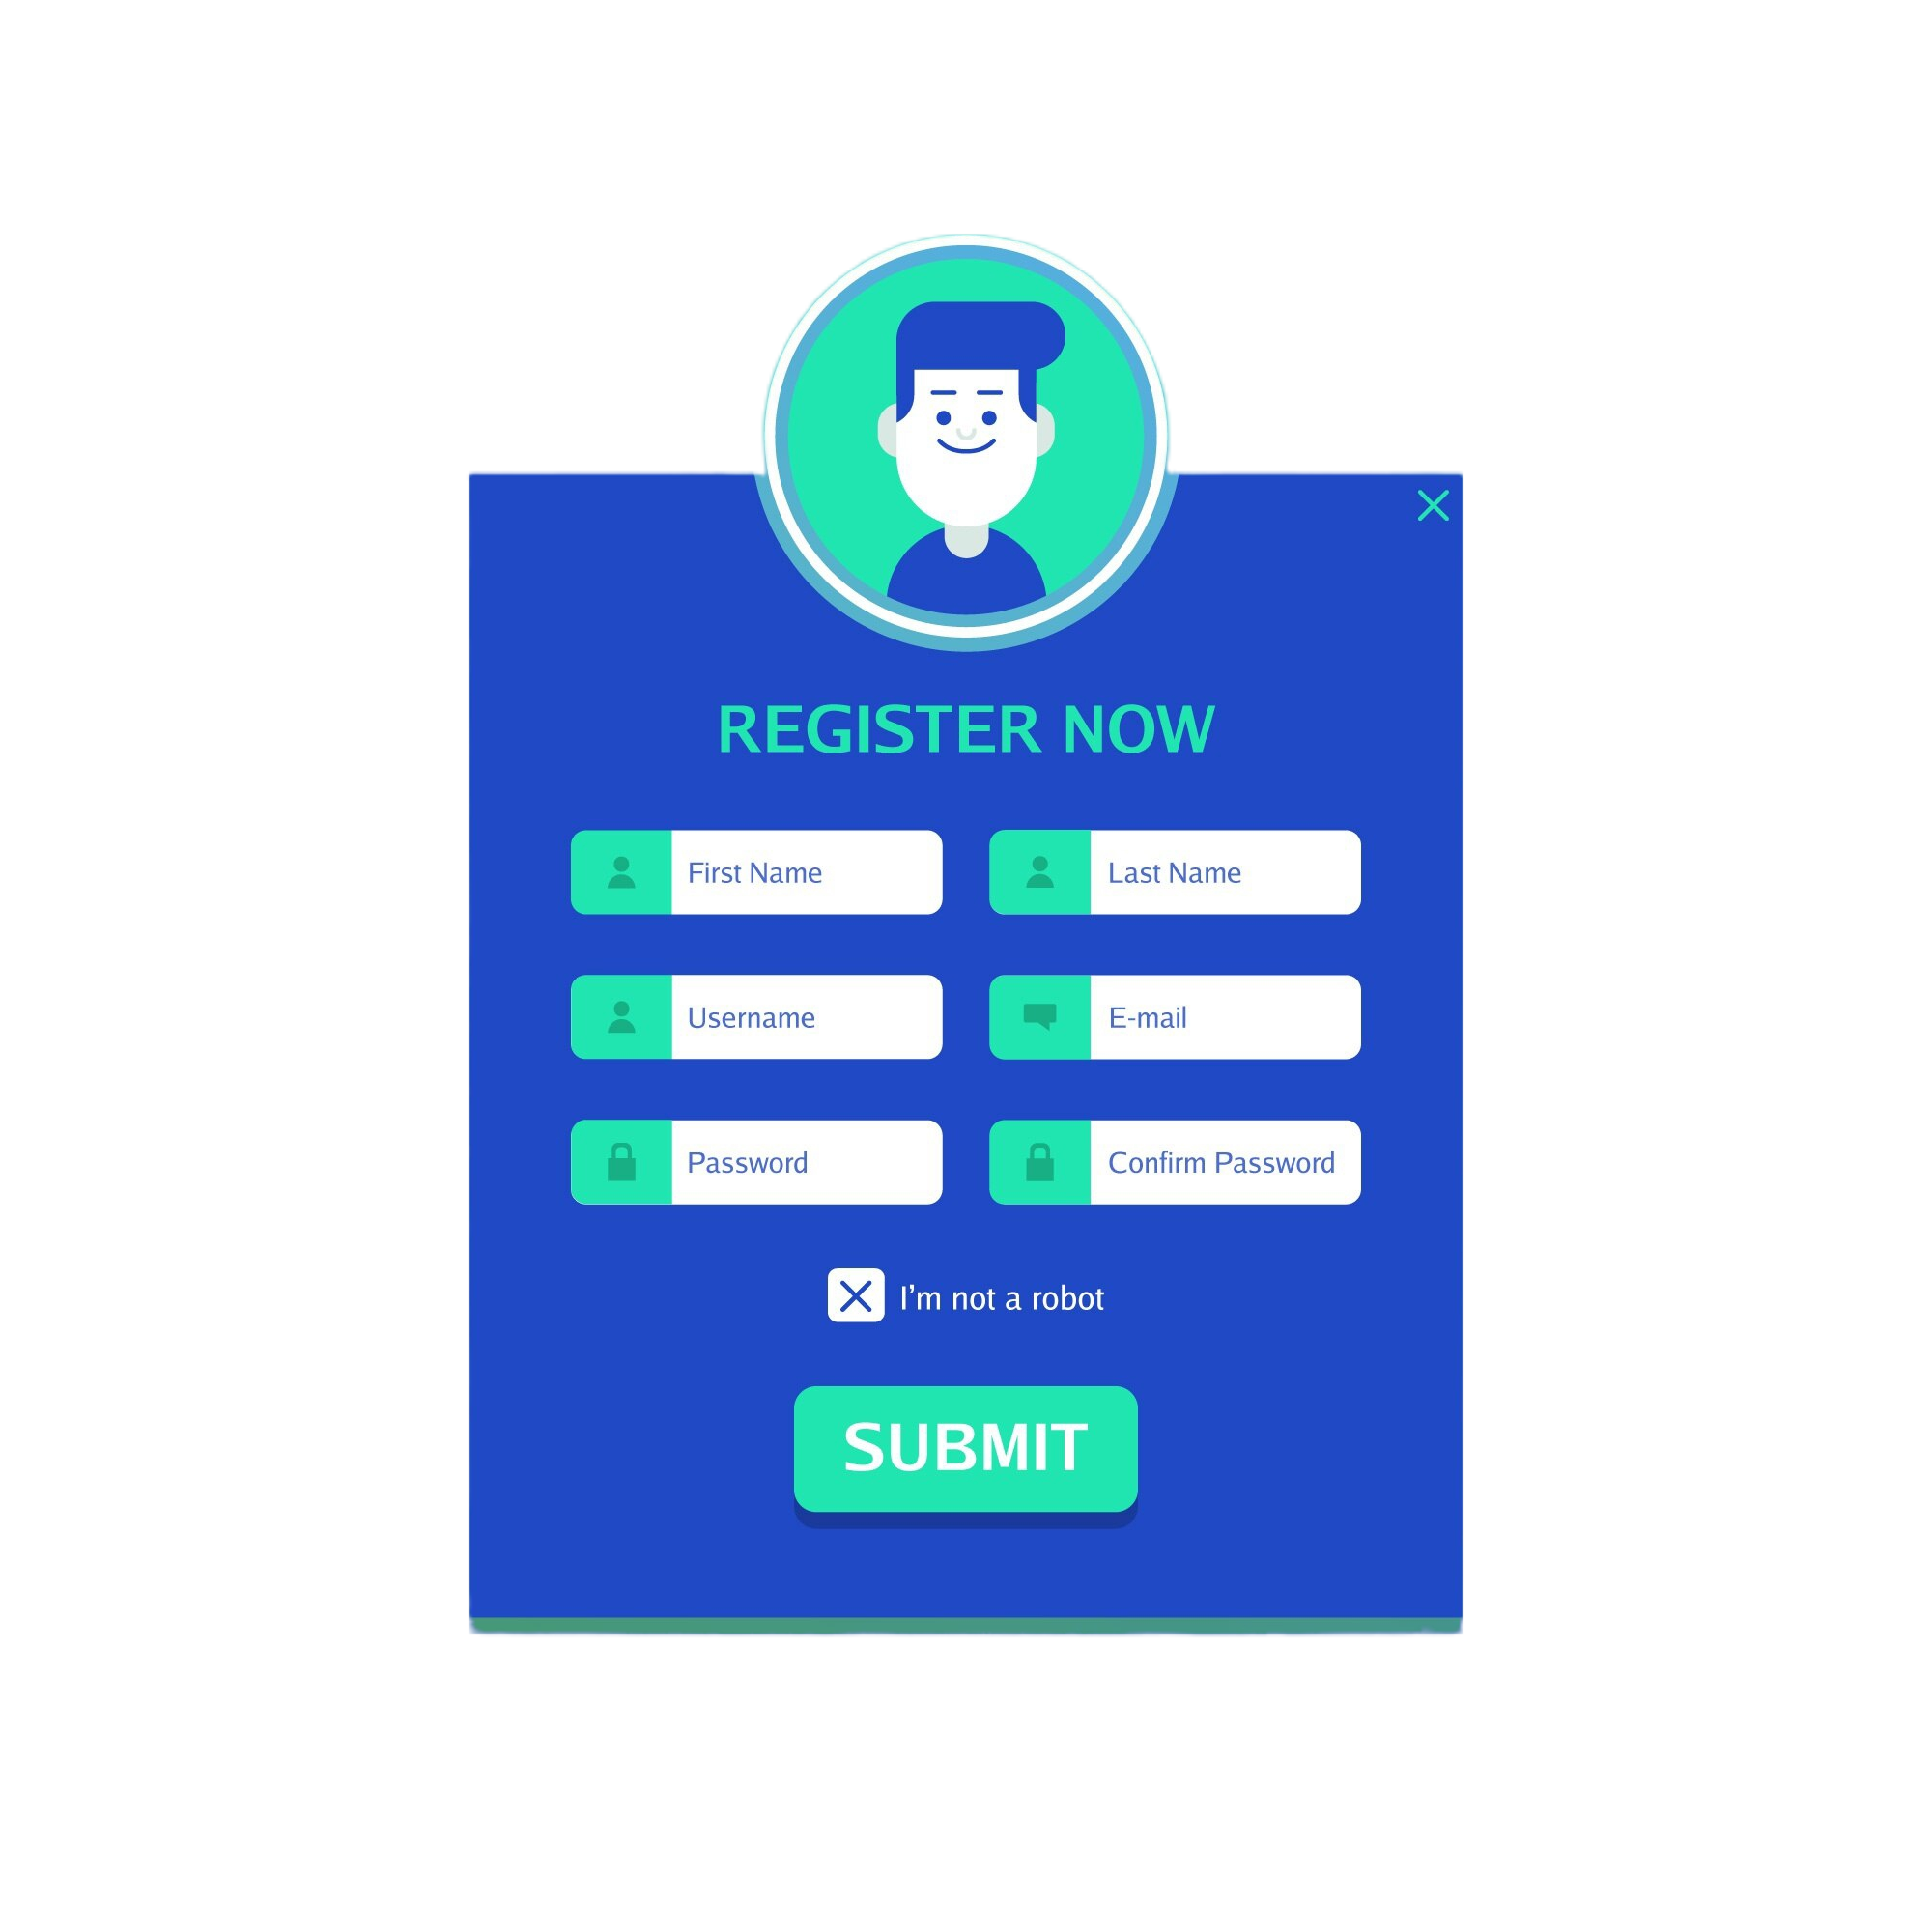 REGISTER NOW
First Name
Last Name
Username
E-mail
Password
Confirm Password
I'm not a robot
SUBMIT